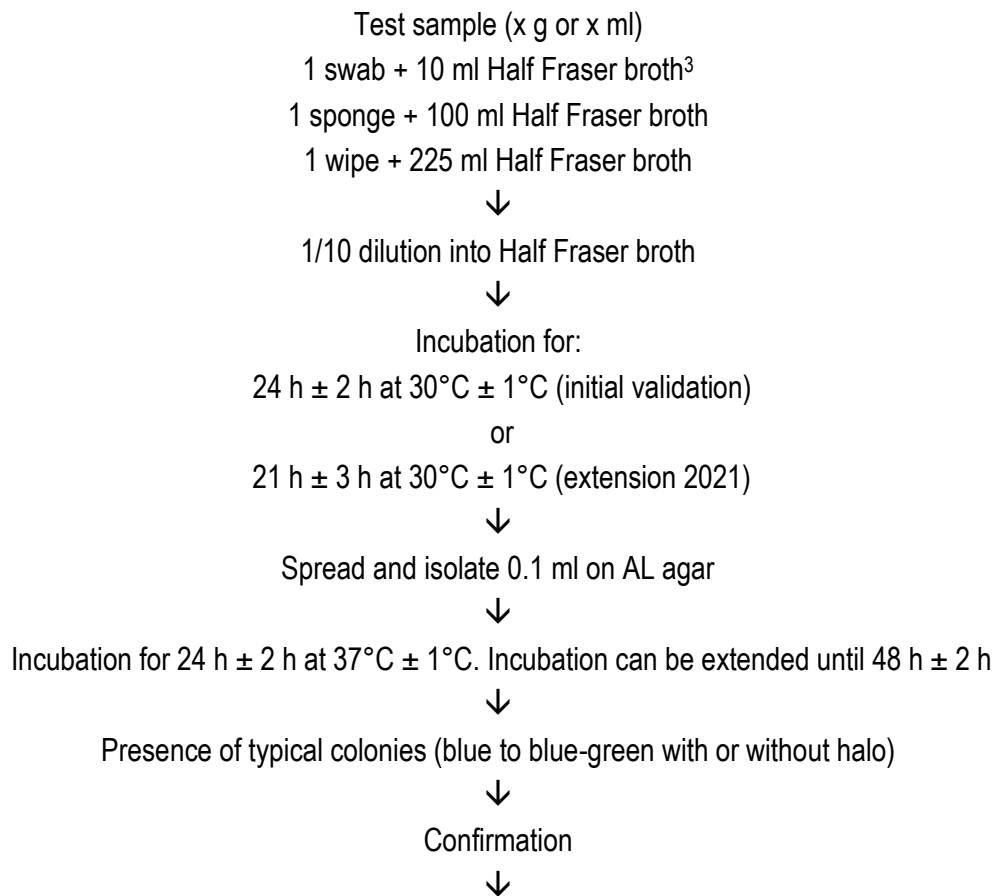 Test sample (x g or x ml)
1 swab + 10 ml Half Fraser broth³
1 sponge + 100 ml Half Fraser broth
1 wipe + 225 ml Half Fraser broth
↓
1/10 dilution into Half Fraser broth
↓
Incubation for:
24 h ± 2 h at 30°C ± 1°C (initial validation)
or
21 h ± 3 h at 30°C ± 1°C (extension 2021)
↓
Spread and isolate 0.1 ml on AL agar
↓
Incubation for 24 h ± 2 h at 37°C ± 1°C. Incubation can be extended until 48 h ± 2 h
↓
Presence of typical colonies (blue to blue-green with or without halo)
↓
Confirmation
↓